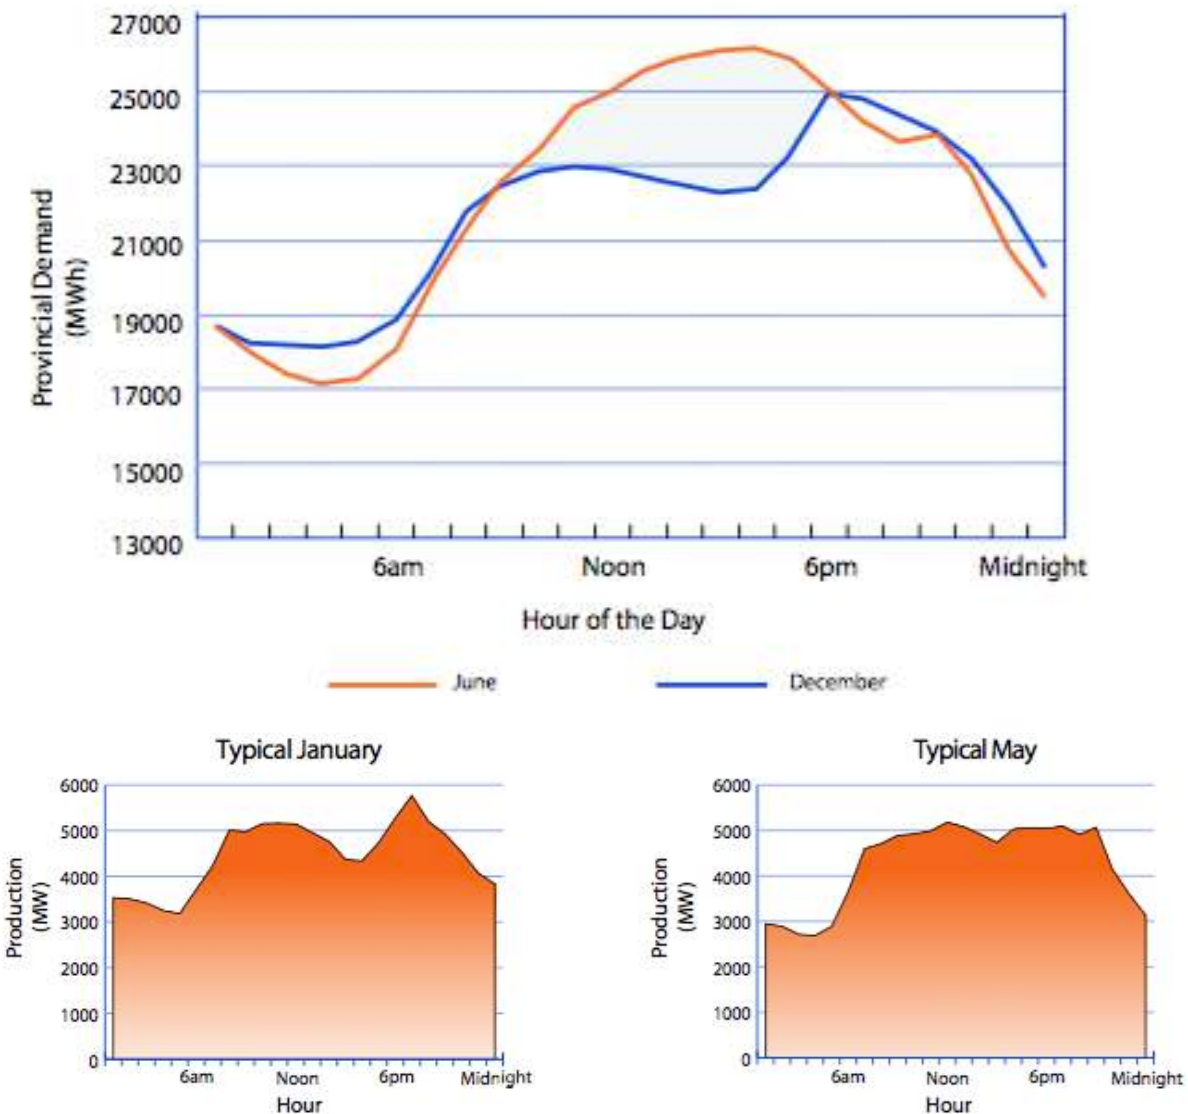 27000
25000
23000
21000
19000
17000
15000
13000
Provincial Demand
(MWh)
6am Noon 6pm Midnight
Hour of the Day
June December
Typical January
6000
5000
4000
3000
2000
1000
0
Production
(MW)
6am Noon 6pm Midnight
Hour
Typical May
6000
5000
4000
3000
2000
1000
0
Production
(MW)
6am Noon 6pm Midnight
Hour